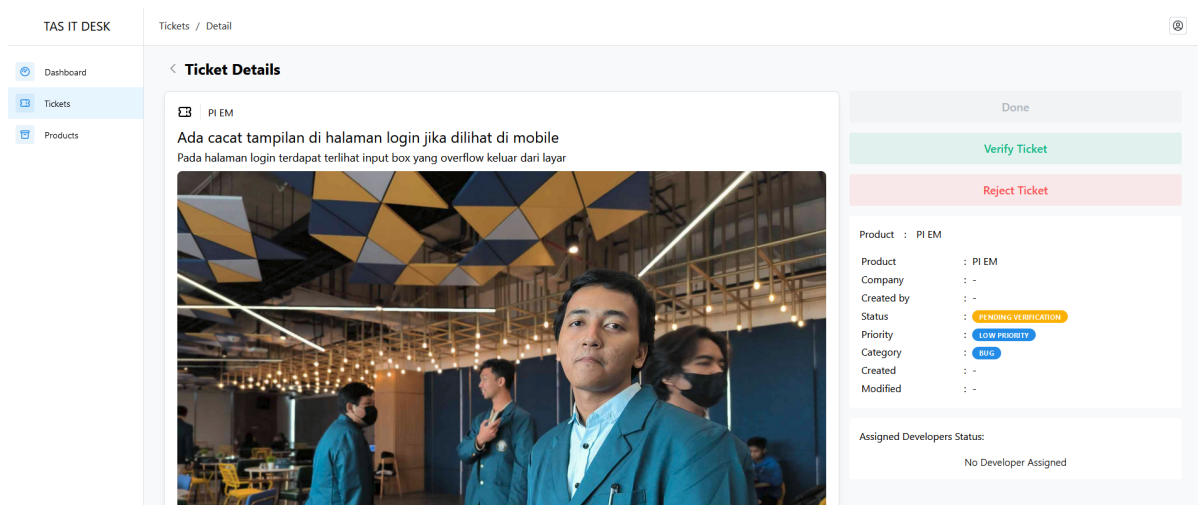 TAS IT DESK
Tickets / Detail
Dashboard
Tickets
Products
Ticket Details
PI EM
Ada cacat tampilan di halaman login jika dilihat di mobile
Pada halaman login terdapat terlihat input box yang overflow keluar dari layar
Done
Verify Ticket
Reject Ticket
Product : PI EM
Product : PI EM
Company : -
Created by : -
Status : PENDING VERIFICATION
Priority : LOW PRIORITY
Category : BUG
Created : -
Modified : -
Assigned Developers Status:
No Developer Assigned